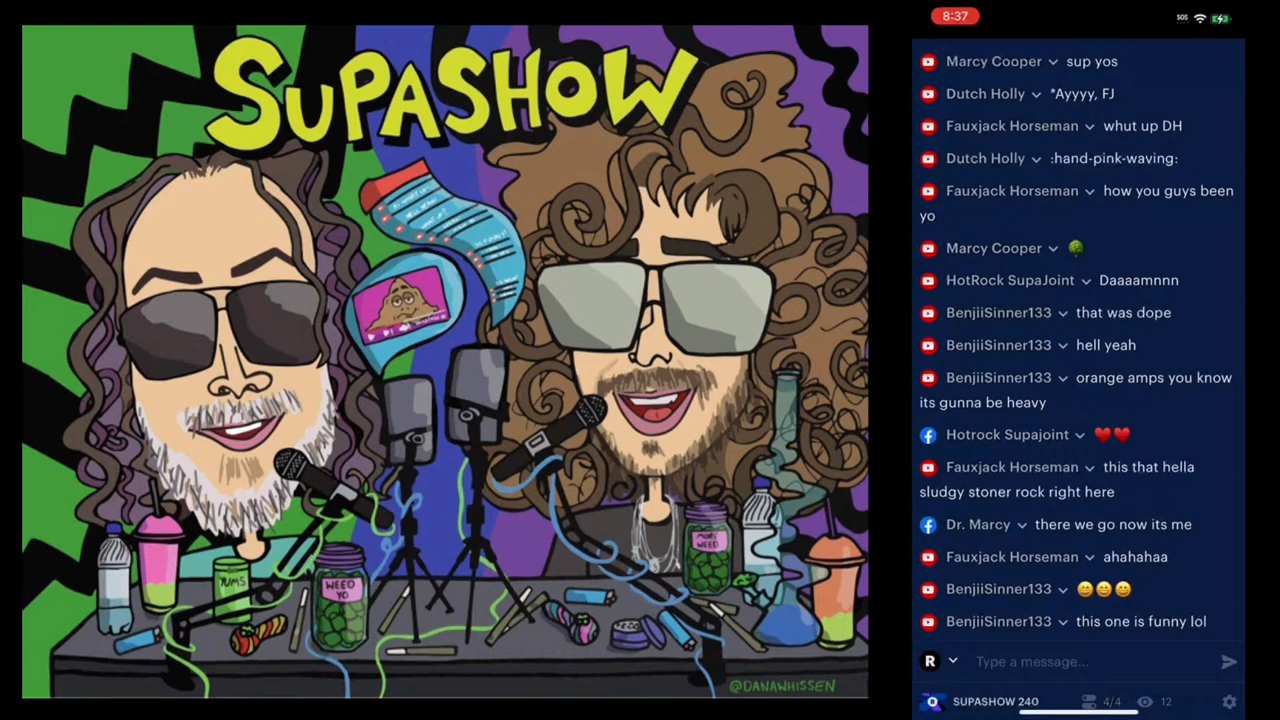 SUPASHOW
YUMS
WEED
YO
MORE
WEED
@DANAWHISSEN
8:37
SOS
Marcy Cooper sup yos
Dutch Holly *Ayyyy, FJ
Fauxjack Horseman whut up DH
Dutch Holly :hand-pink-waving:
Fauxjack Horseman how you guys been
yo
Marcy Cooper
HotRock SupaJoint Daaaamnnn
BenjiiSinner133 that was dope
BenjiiSinner133 hell yeah
BenjiiSinner133 orange amps you know
its gunna be heavy
Hotrock Supajoint
Fauxjack Horseman this that hella
sludgy stoner rock right here
Dr. Marcy there we go now its me
Fauxjack Horseman ahahahaa
BenjiiSinner133
BenjiiSinner133 this one is funny lol
R Type a message...
SUPASHOW 240 4/4 12